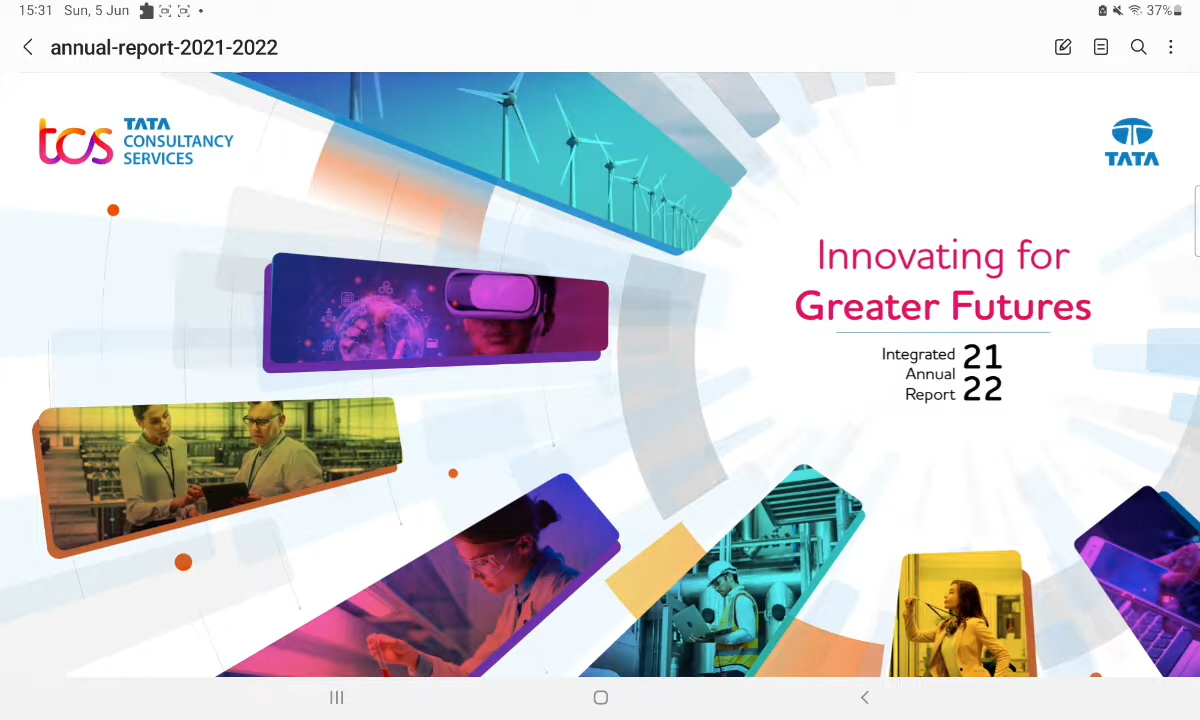 15:31 Sun, 5 Jun
37%
annual-report-2021-2022
tcs
TATA
CONSULTANCY
SERVICES
TATA
Innovating for
Greater Futures
Integrated
Annual
Report
21
22